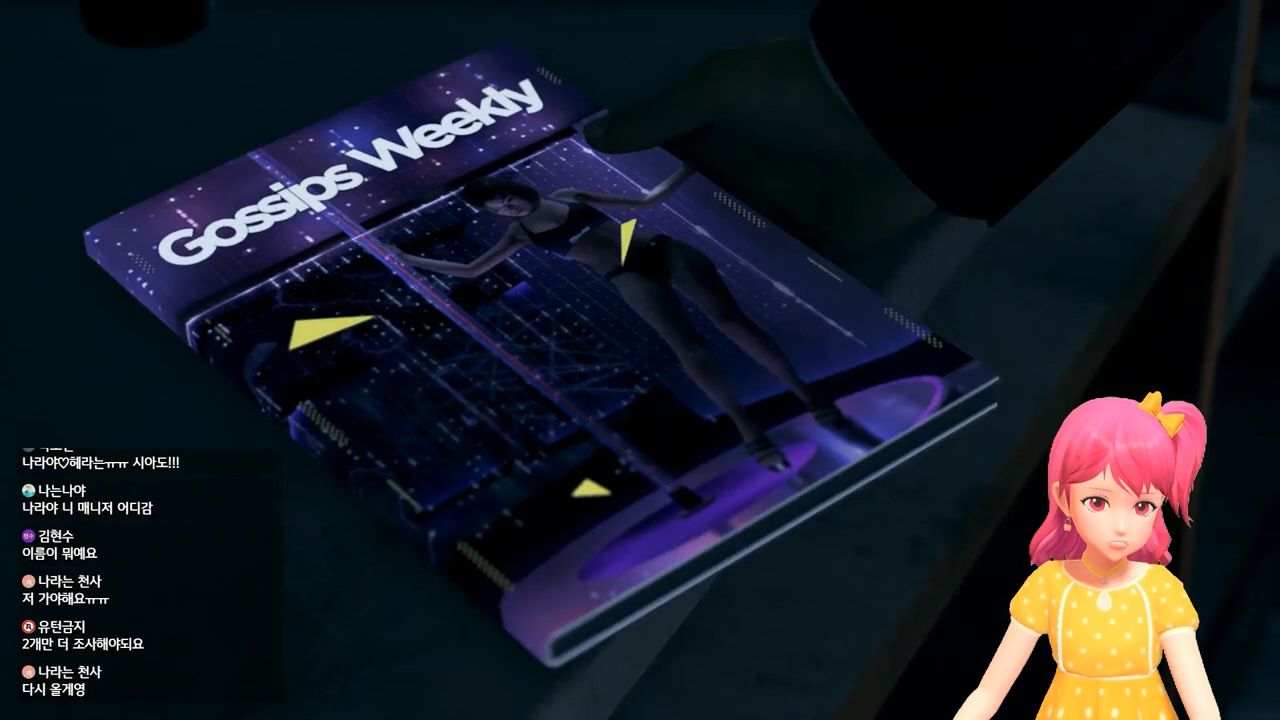 Gossips Weekly
나라야♡헤라는ㅠㅠ 시아도!!!
나는나야
나라야 니 매니저 어디감
김현수
이름이 뭐예요
나라는 천사
저 가야해요ㅠㅠ
유턴금지
2개만 더 조사해야되요
나라는 천사
다시 올게영